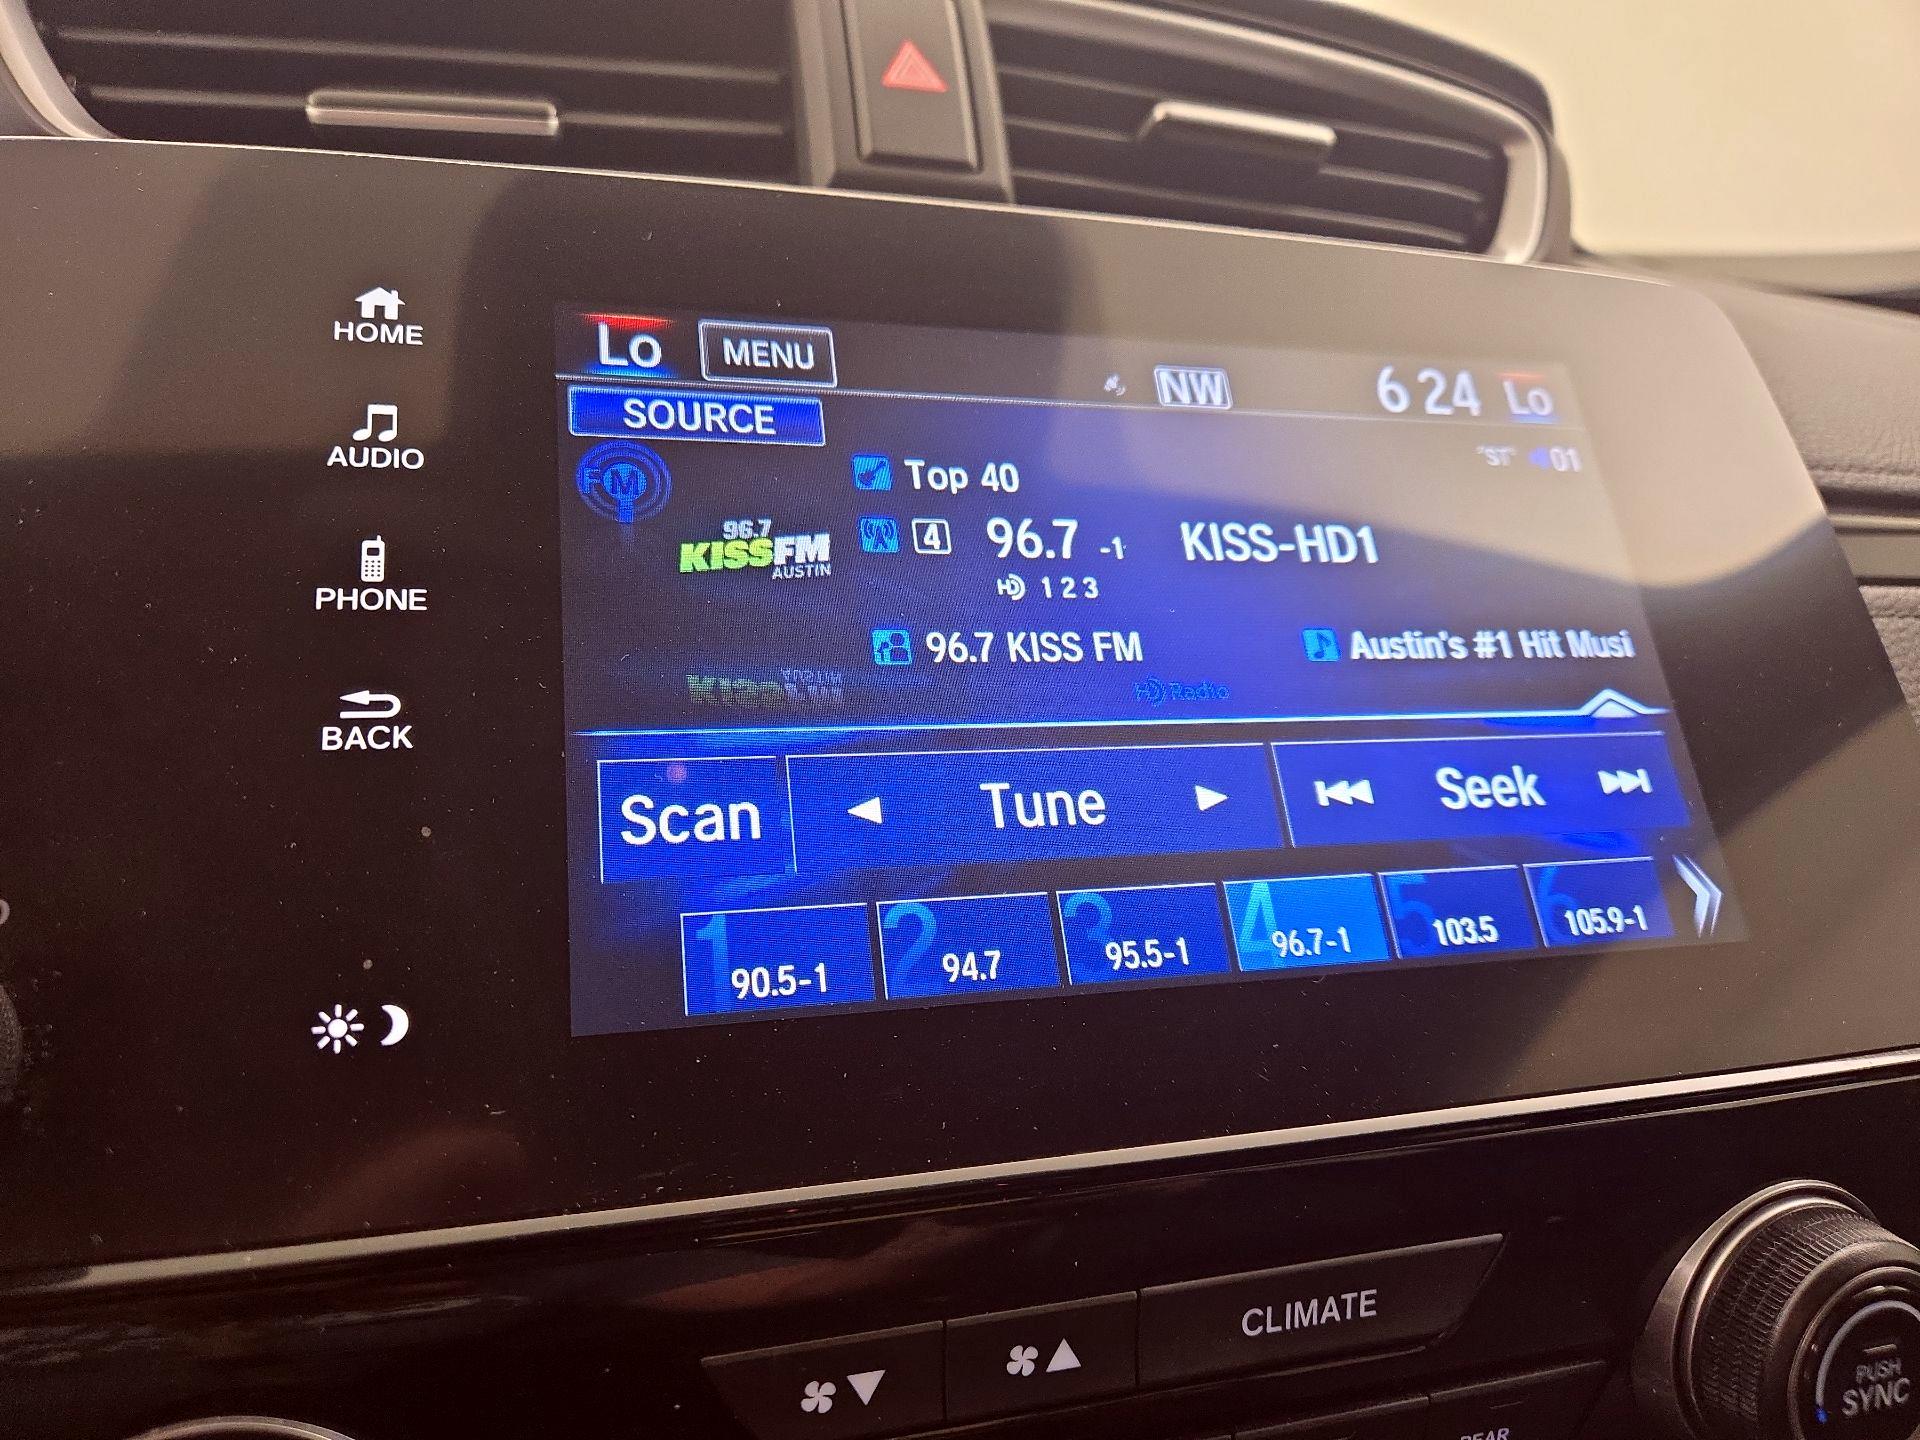 HOME
AUDIO
PHONE
BACK
Lo MENU NW 6 24 Lo
SOURCE
"ST" 01
FM
Top 40
96.7
KISSFM
AUSTIN
4 96.7 -1 KISS-HD1
HD 1 2 3
96.7 KISS FM Austin's #1 Hit Musi
HD Radio
Scan Tune Seek
1 90.5-1
2 94.7
3 95.5-1
4 96.7-1
5 103.5
6 105.9-1
CLIMATE
PUSH
SYNC
REAR